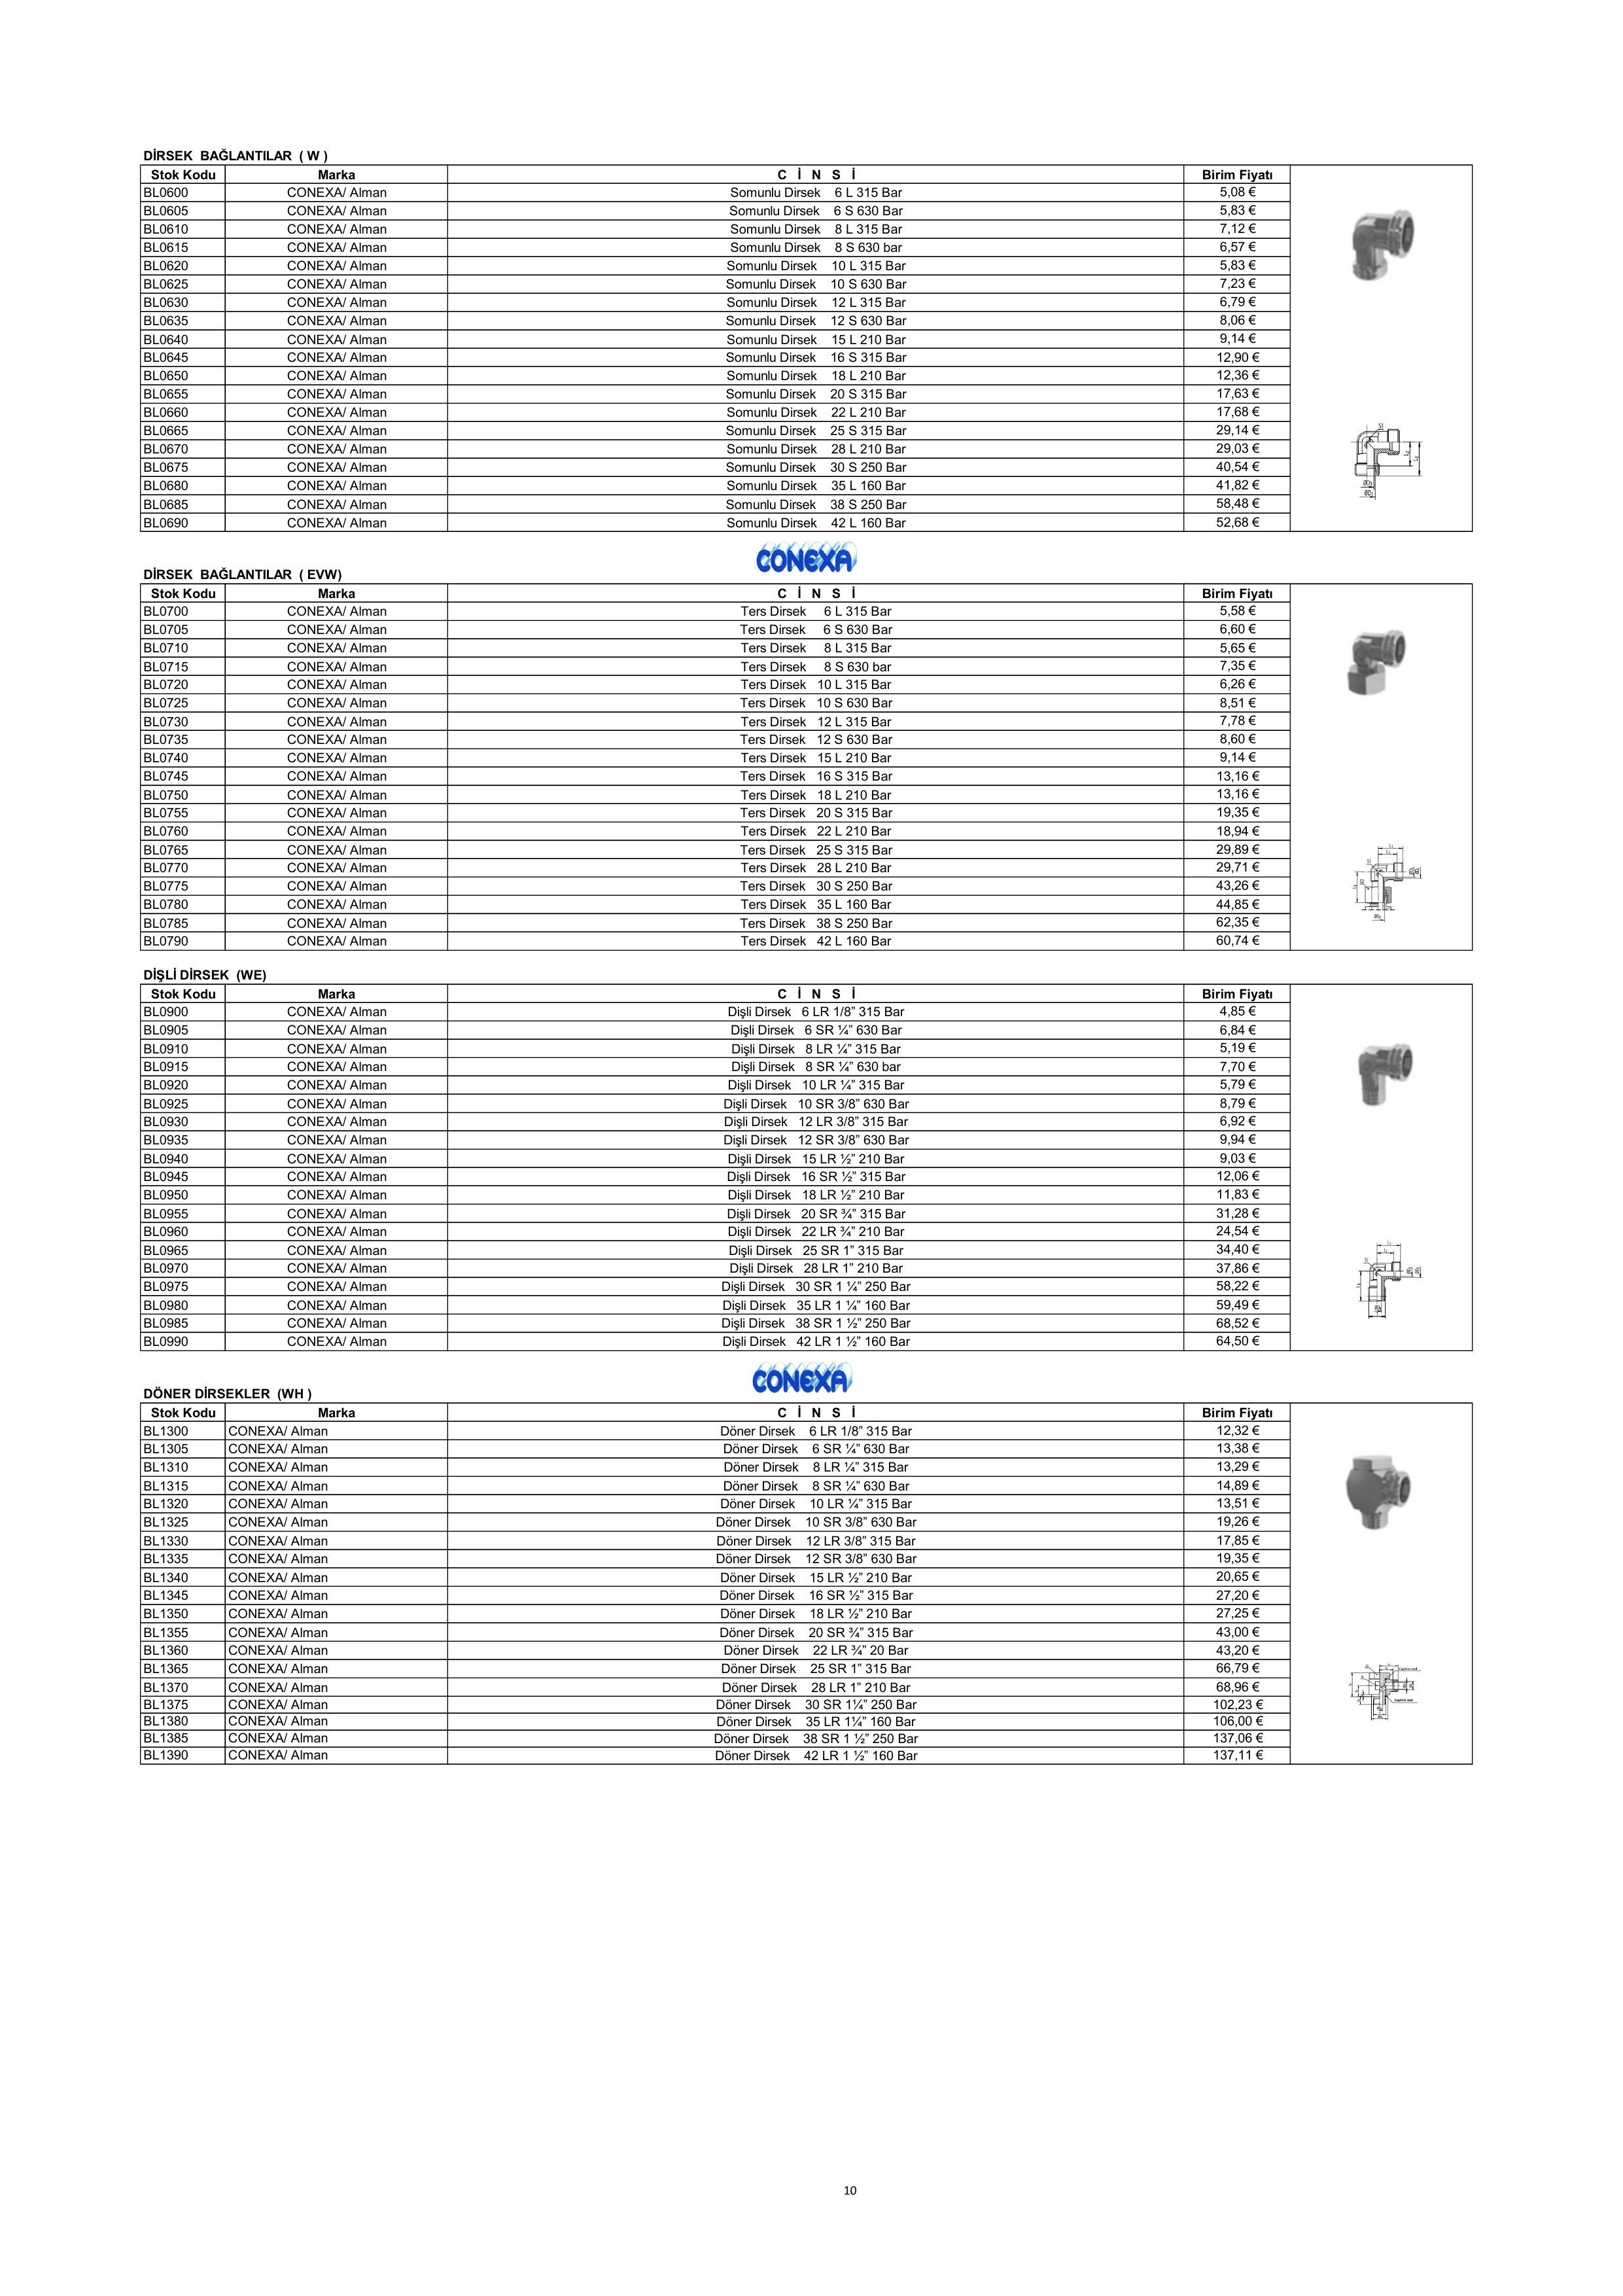 DİRSEK BAĞLANTILAR ( W )
Stok Kodu Marka C İ N S İ Birim Fiyatı
BL0600 CONEXA/ Alman Somunlu Dirsek 6 L 315 Bar 5,08 €
BL0605 CONEXA/ Alman Somunlu Dirsek 6 S 630 Bar 5,83 €
BL0610 CONEXA/ Alman Somunlu Dirsek 8 L 315 Bar 7,12 €
BL0615 CONEXA/ Alman Somunlu Dirsek 8 S 630 bar 6,57 €
BL0620 CONEXA/ Alman Somunlu Dirsek 10 L 315 Bar 5,83 €
BL0625 CONEXA/ Alman Somunlu Dirsek 10 S 630 Bar 7,23 €
BL0630 CONEXA/ Alman Somunlu Dirsek 12 L 315 Bar 6,79 €
BL0635 CONEXA/ Alman Somunlu Dirsek 12 S 630 Bar 8,06 €
BL0640 CONEXA/ Alman Somunlu Dirsek 15 L 210 Bar 9,14 €
BL0645 CONEXA/ Alman Somunlu Dirsek 16 S 315 Bar 12,90 €
BL0650 CONEXA/ Alman Somunlu Dirsek 18 L 210 Bar 12,36 €
BL0655 CONEXA/ Alman Somunlu Dirsek 20 S 315 Bar 17,63 €
BL0660 CONEXA/ Alman Somunlu Dirsek 22 L 210 Bar 17,68 €
BL0665 CONEXA/ Alman Somunlu Dirsek 25 S 315 Bar 29,14 €
BL0670 CONEXA/ Alman Somunlu Dirsek 28 L 210 Bar 29,03 €
BL0675 CONEXA/ Alman Somunlu Dirsek 30 S 250 Bar 40,54 €
BL0680 CONEXA/ Alman Somunlu Dirsek 35 L 160 Bar 41,82 €
BL0685 CONEXA/ Alman Somunlu Dirsek 38 S 250 Bar 58,48 €
BL0690 CONEXA/ Alman Somunlu Dirsek 42 L 160 Bar 52,68 €
CONEXA
DİRSEK BAĞLANTILAR ( EVW)
Stok Kodu Marka C İ N S İ Birim Fiyatı
BL0700 CONEXA/ Alman Ters Dirsek 6 L 315 Bar 5,58 €
BL0705 CONEXA/ Alman Ters Dirsek 6 S 630 Bar 6,60 €
BL0710 CONEXA/ Alman Ters Dirsek 8 L 315 Bar 5,65 €
BL0715 CONEXA/ Alman Ters Dirsek 8 S 630 bar 7,35 €
BL0720 CONEXA/ Alman Ters Dirsek 10 L 315 Bar 6,26 €
BL0725 CONEXA/ Alman Ters Dirsek 10 S 630 Bar 8,51 €
BL0730 CONEXA/ Alman Ters Dirsek 12 L 315 Bar 7,78 €
BL0735 CONEXA/ Alman Ters Dirsek 12 S 630 Bar 8,60 €
BL0740 CONEXA/ Alman Ters Dirsek 15 L 210 Bar 9,14 €
BL0745 CONEXA/ Alman Ters Dirsek 16 S 315 Bar 13,16 €
BL0750 CONEXA/ Alman Ters Dirsek 18 L 210 Bar 13,16 €
BL0755 CONEXA/ Alman Ters Dirsek 20 S 315 Bar 19,35 €
BL0760 CONEXA/ Alman Ters Dirsek 22 L 210 Bar 18,94 €
BL0765 CONEXA/ Alman Ters Dirsek 25 S 315 Bar 29,89 €
BL0770 CONEXA/ Alman Ters Dirsek 28 L 210 Bar 29,71 €
BL0775 CONEXA/ Alman Ters Dirsek 30 S 250 Bar 43,26 €
BL0780 CONEXA/ Alman Ters Dirsek 35 L 160 Bar 44,85 €
BL0785 CONEXA/ Alman Ters Dirsek 38 S 250 Bar 62,35 €
BL0790 CONEXA/ Alman Ters Dirsek 42 L 160 Bar 60,74 €
DİŞLİ DİRSEK (WE)
Stok Kodu Marka C İ N S İ Birim Fiyatı
BL0900 CONEXA/ Alman Dişli Dirsek 6 LR 1/8” 315 Bar 4,85 €
BL0905 CONEXA/ Alman Dişli Dirsek 6 SR ¼” 630 Bar 6,84 €
BL0910 CONEXA/ Alman Dişli Dirsek 8 LR ¼” 315 Bar 5,19 €
BL0915 CONEXA/ Alman Dişli Dirsek 8 SR ¼” 630 bar 7,70 €
BL0920 CONEXA/ Alman Dişli Dirsek 10 LR ¼” 315 Bar 5,79 €
BL0925 CONEXA/ Alman Dişli Dirsek 10 SR 3/8” 630 Bar 8,79 €
BL0930 CONEXA/ Alman Dişli Dirsek 12 LR 3/8” 315 Bar 6,92 €
BL0935 CONEXA/ Alman Dişli Dirsek 12 SR 3/8” 630 Bar 9,94 €
BL0940 CONEXA/ Alman Dişli Dirsek 15 LR ½” 210 Bar 9,03 €
BL0945 CONEXA/ Alman Dişli Dirsek 16 SR ½” 315 Bar 12,06 €
BL0950 CONEXA/ Alman Dişli Dirsek 18 LR ½” 210 Bar 11,83 €
BL0955 CONEXA/ Alman Dişli Dirsek 20 SR ¾” 315 Bar 31,28 €
BL0960 CONEXA/ Alman Dişli Dirsek 22 LR ¾” 210 Bar 24,54 €
BL0965 CONEXA/ Alman Dişli Dirsek 25 SR 1” 315 Bar 34,40 €
BL0970 CONEXA/ Alman Dişli Dirsek 28 LR 1” 210 Bar 37,86 €
BL0975 CONEXA/ Alman Dişli Dirsek 30 SR 1 ¼” 250 Bar 58,22 €
BL0980 CONEXA/ Alman Dişli Dirsek 35 LR 1 ¼” 160 Bar 59,49 €
BL0985 CONEXA/ Alman Dişli Dirsek 38 SR 1 ½” 250 Bar 68,52 €
BL0990 CONEXA/ Alman Dişli Dirsek 42 LR 1 ½” 160 Bar 64,50 €
CONEXA
DÖNER DİRSEKLER (WH )
Stok Kodu Marka C İ N S İ Birim Fiyatı
BL1300 CONEXA/ Alman Döner Dirsek 6 LR 1/8” 315 Bar 12,32 €
BL1305 CONEXA/ Alman Döner Dirsek 6 SR ¼” 630 Bar 13,38 €
BL1310 CONEXA/ Alman Döner Dirsek 8 LR ¼” 315 Bar 13,29 €
BL1315 CONEXA/ Alman Döner Dirsek 8 SR ¼” 630 Bar 14,89 €
BL1320 CONEXA/ Alman Döner Dirsek 10 LR ¼” 315 Bar 13,51 €
BL1325 CONEXA/ Alman Döner Dirsek 10 SR 3/8” 630 Bar 19,26 €
BL1330 CONEXA/ Alman Döner Dirsek 12 LR 3/8” 315 Bar 17,85 €
BL1335 CONEXA/ Alman Döner Dirsek 12 SR 3/8” 630 Bar 19,35 €
BL1340 CONEXA/ Alman Döner Dirsek 15 LR ½” 210 Bar 20,65 €
BL1345 CONEXA/ Alman Döner Dirsek 16 SR ½” 315 Bar 27,20 €
BL1350 CONEXA/ Alman Döner Dirsek 18 LR ½” 210 Bar 27,25 €
BL1355 CONEXA/ Alman Döner Dirsek 20 SR ¾” 315 Bar 43,00 €
BL1360 CONEXA/ Alman Döner Dirsek 22 LR ¾” 20 Bar 43,20 €
BL1365 CONEXA/ Alman Döner Dirsek 25 SR 1” 315 Bar 66,79 €
BL1370 CONEXA/ Alman Döner Dirsek 28 LR 1” 210 Bar 68,96 €
BL1375 CONEXA/ Alman Döner Dirsek 30 SR 1¼” 250 Bar 102,23 €
BL1380 CONEXA/ Alman Döner Dirsek 35 LR 1¼” 160 Bar 106,00 €
BL1385 CONEXA/ Alman Döner Dirsek 38 SR 1 ½” 250 Bar 137,06 €
BL1390 CONEXA/ Alman Döner Dirsek 42 LR 1 ½” 160 Bar 137,11 €
10